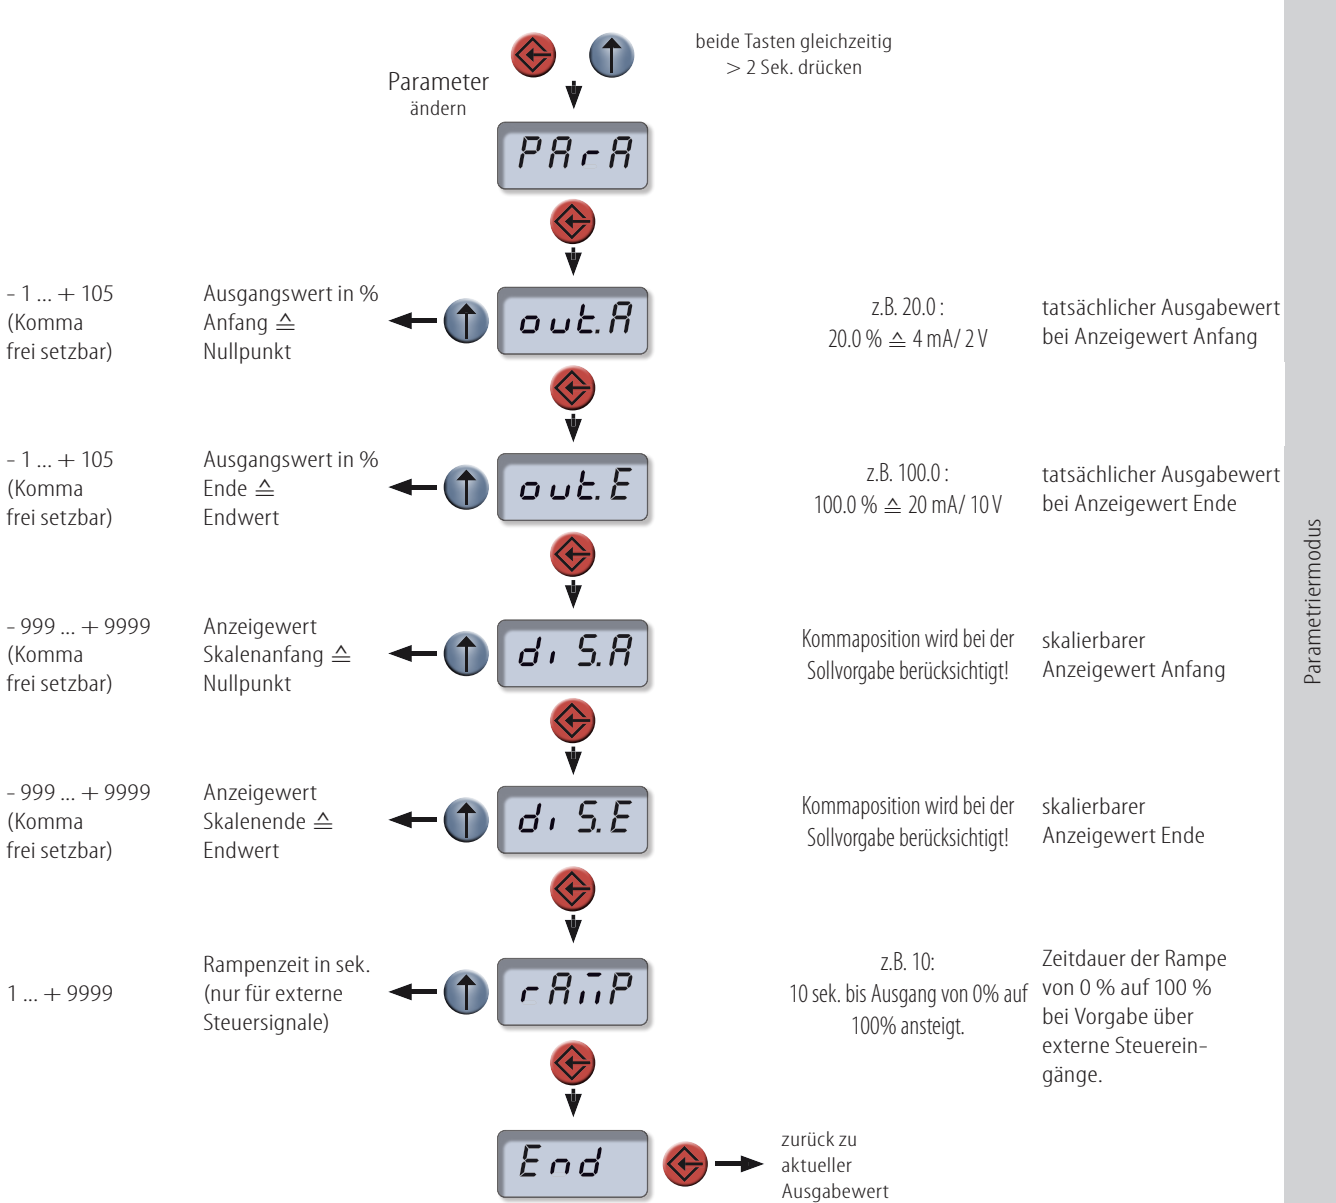 beide Tasten gleichzeitig
> 2 Sek. drücken
Parameter
ändern
PArA
- 1 ... + 105
(Komma
frei setzbar)
Ausgangswert in %
Anfang ≙
Nullpunkt
out.A
z.B. 20.0 :
20.0 % ≙ 4 mA/ 2 V
tatsächlicher Ausgabewert
bei Anzeigewert Anfang
- 1 ... + 105
(Komma
frei setzbar)
Ausgangswert in %
Ende ≙
Endwert
out.E
z.B. 100.0 :
100.0 % ≙ 20 mA/ 10 V
tatsächlicher Ausgabewert
bei Anzeigewert Ende
- 999 ... + 9999
(Komma
frei setzbar)
Anzeigewert
Skalenanfang ≙
Nullpunkt
di S.A
Kommaposition wird bei der
Sollvorgabe berücksichtigt!
skalierbarer
Anzeigewert Anfang
- 999 ... + 9999
(Komma
frei setzbar)
Anzeigewert
Skalenende ≙
Endwert
di S.E
Kommaposition wird bei der
Sollvorgabe berücksichtigt!
skalierbarer
Anzeigewert Ende
1 ... + 9999
Rampenzeit in sek.
(nur für externe
Steuersignale)
rAmP
z.B. 10:
10 sek. bis Ausgang von 0% auf
100% ansteigt.
Zeitdauer der Rampe
von 0 % auf 100 %
bei Vorgabe über
externe Steuerein-
gänge.
End
zurück zu
aktueller
Ausgabewert
Parametriermodus